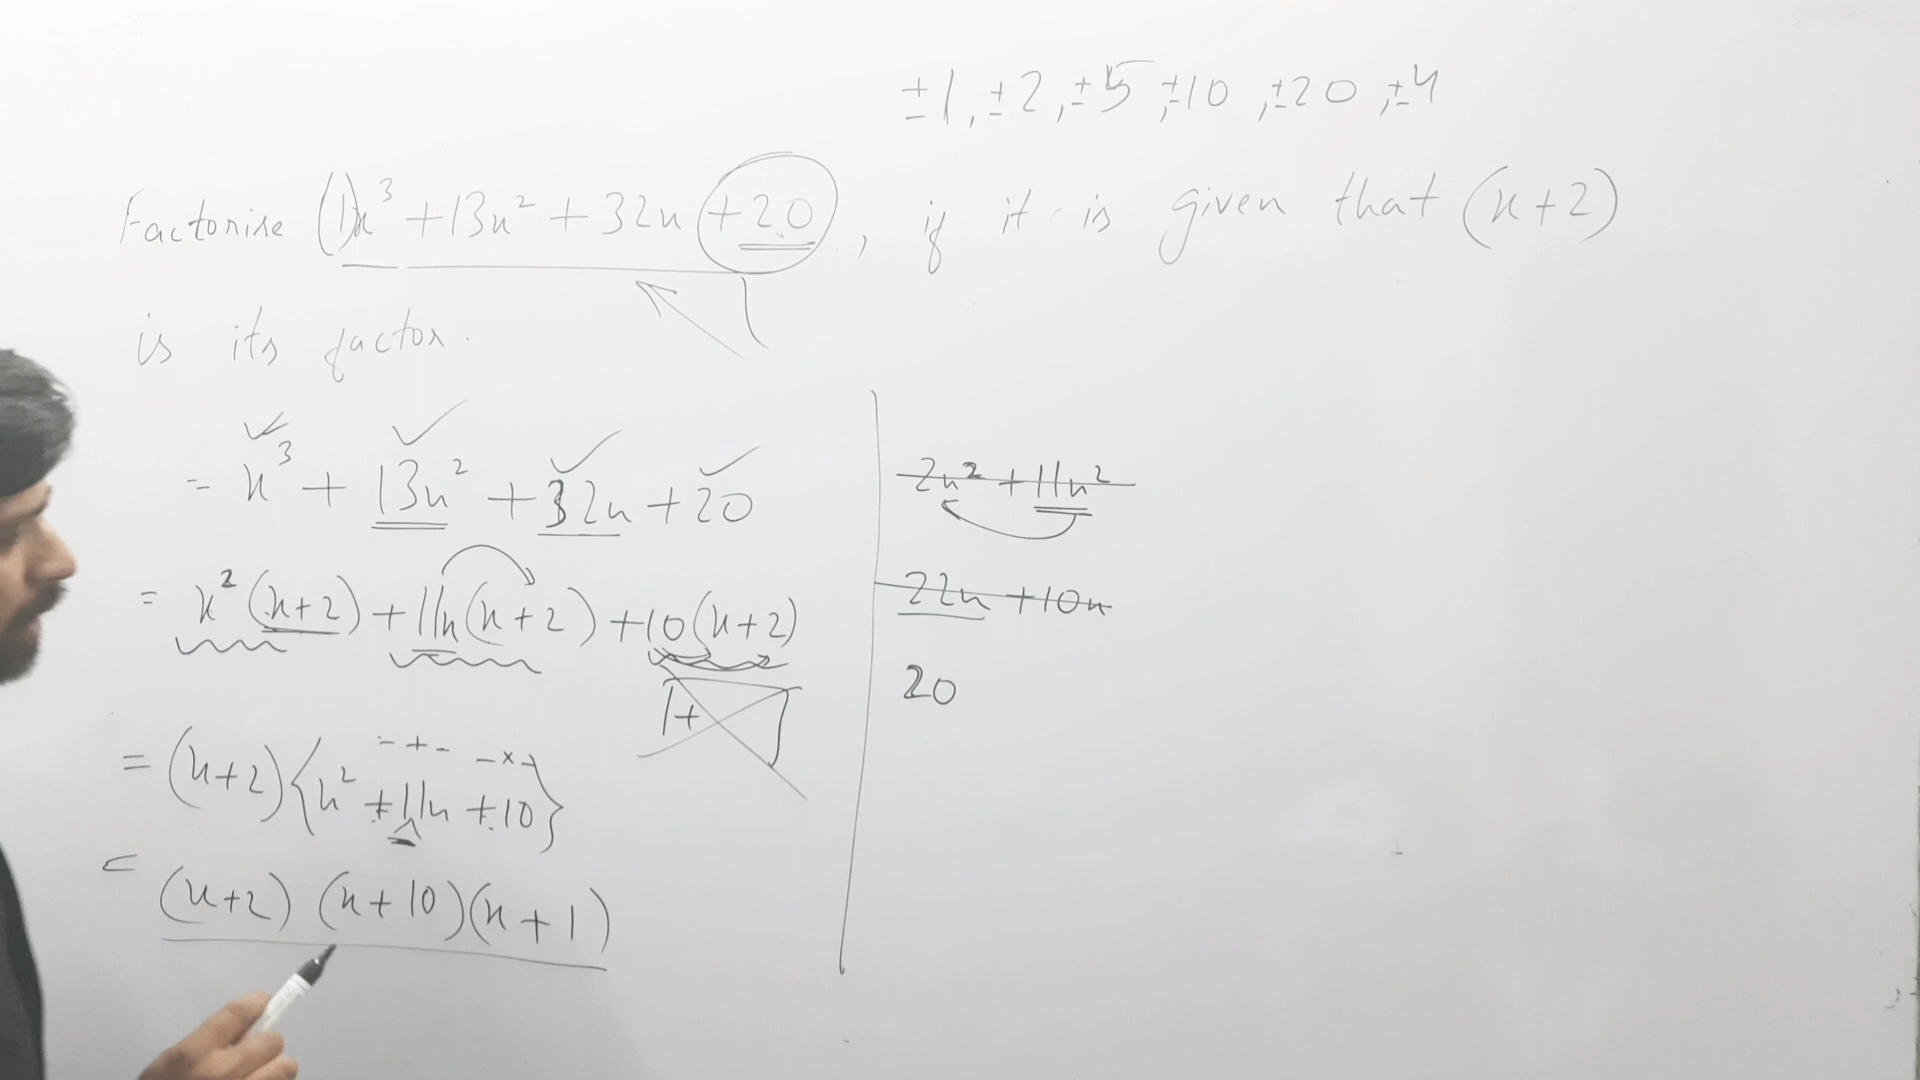 ±1, ±2, ±5, ±10, ±20, ±4
Factorise (1)x³ + 13x² + 32x + 20, if it is given that (x+2)
is its factor.
= x³ + 13x² + 32x + 20
= x²(x+2) + 11x(x+2) + 10(x+2)
1+
= (x+2){x² + 11x + 10}
- + - - × -
= (x+2) (x+10)(x+1)
2x² + 11x²
22x + 10x
20